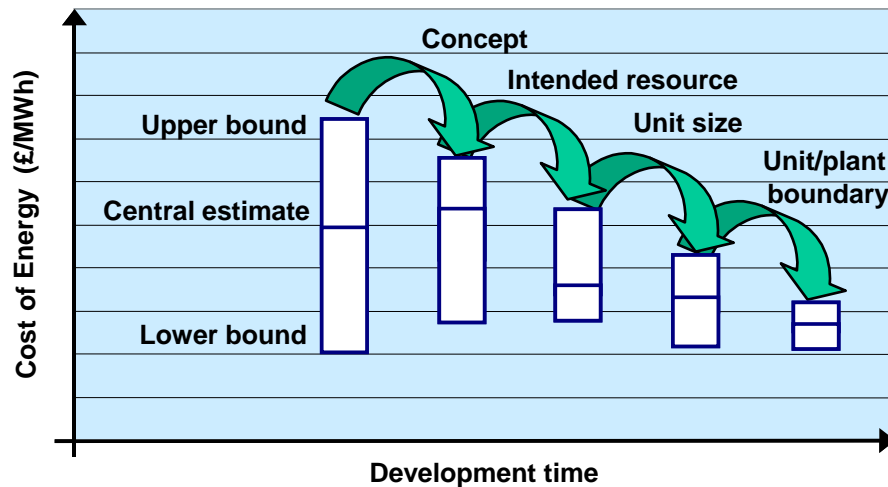 Concept
Intended resource
Unit size
Unit/plant
boundary
Upper bound
Central estimate
Lower bound
Cost of Energy (£/MWh)
Development time